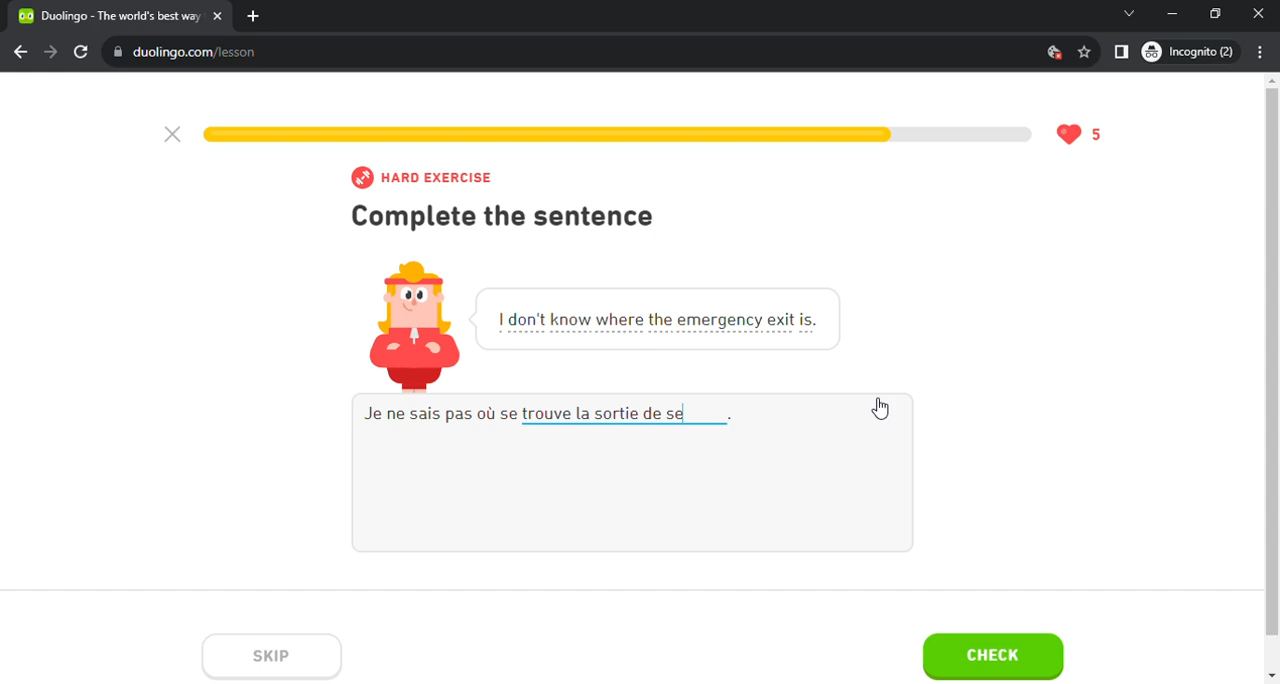 Duolingo - The world's best way
duolingo.com/lesson
Incognito (2)
5
HARD EXERCISE
Complete the sentence
I don't know where the emergency exit is.
Je ne sais pas où se trouve la sortie de se .
SKIP
CHECK